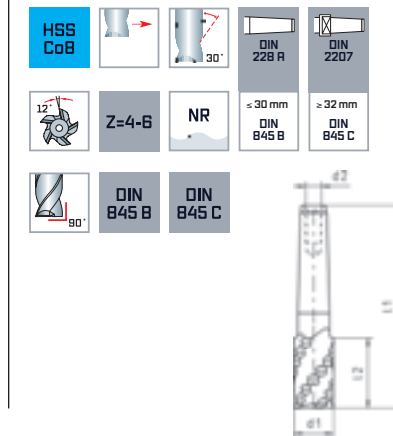 HSS
Co8
30°
DIN
228 A
DIN
2207
12°
Z=4-6
NR
≤ 30 mm
DIN
845 B
≥ 32 mm
DIN
845 C
90°
DIN
845 B
DIN
845 C
d2
L1
L2
d1